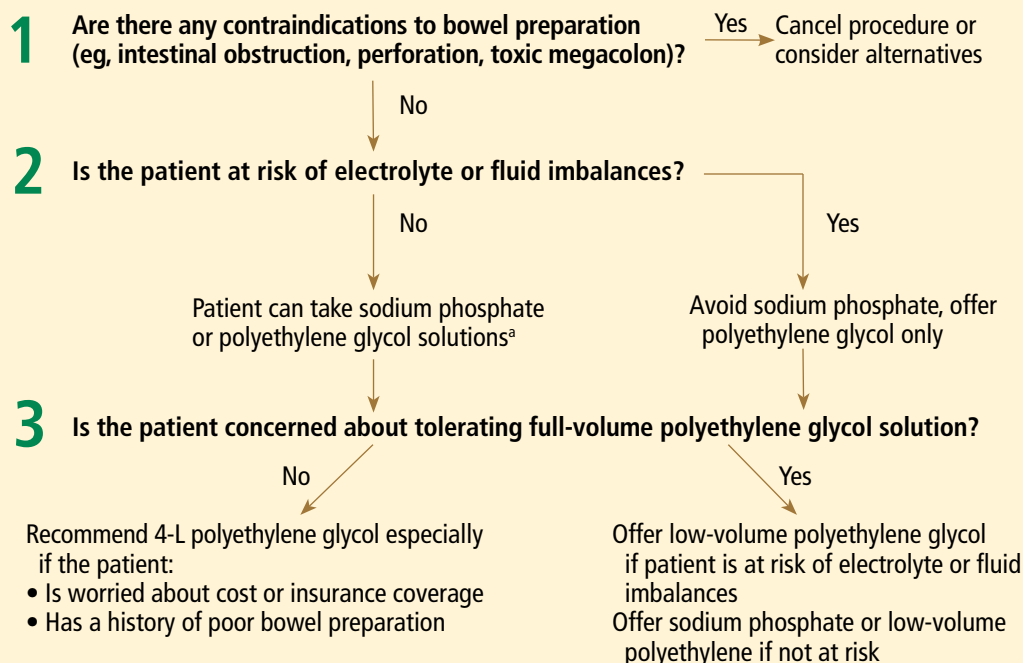 1 Are there any contraindications to bowel preparation
(eg, intestinal obstruction, perforation, toxic megacolon)?
Yes
Cancel procedure or
consider alternatives
No
2 Is the patient at risk of electrolyte or fluid imbalances?
No
Yes
Patient can take sodium phosphate
or polyethylene glycol solutionsᵃ
Avoid sodium phosphate, offer
polyethylene glycol only
3 Is the patient concerned about tolerating full-volume polyethylene glycol solution?
No
Yes
Recommend 4-L polyethylene glycol especially
if the patient:
• Is worried about cost or insurance coverage
• Has a history of poor bowel preparation
Offer low-volume polyethylene glycol
if patient is at risk of electrolyte or fluid
imbalances
Offer sodium phosphate or low-volume
polyethylene if not at risk